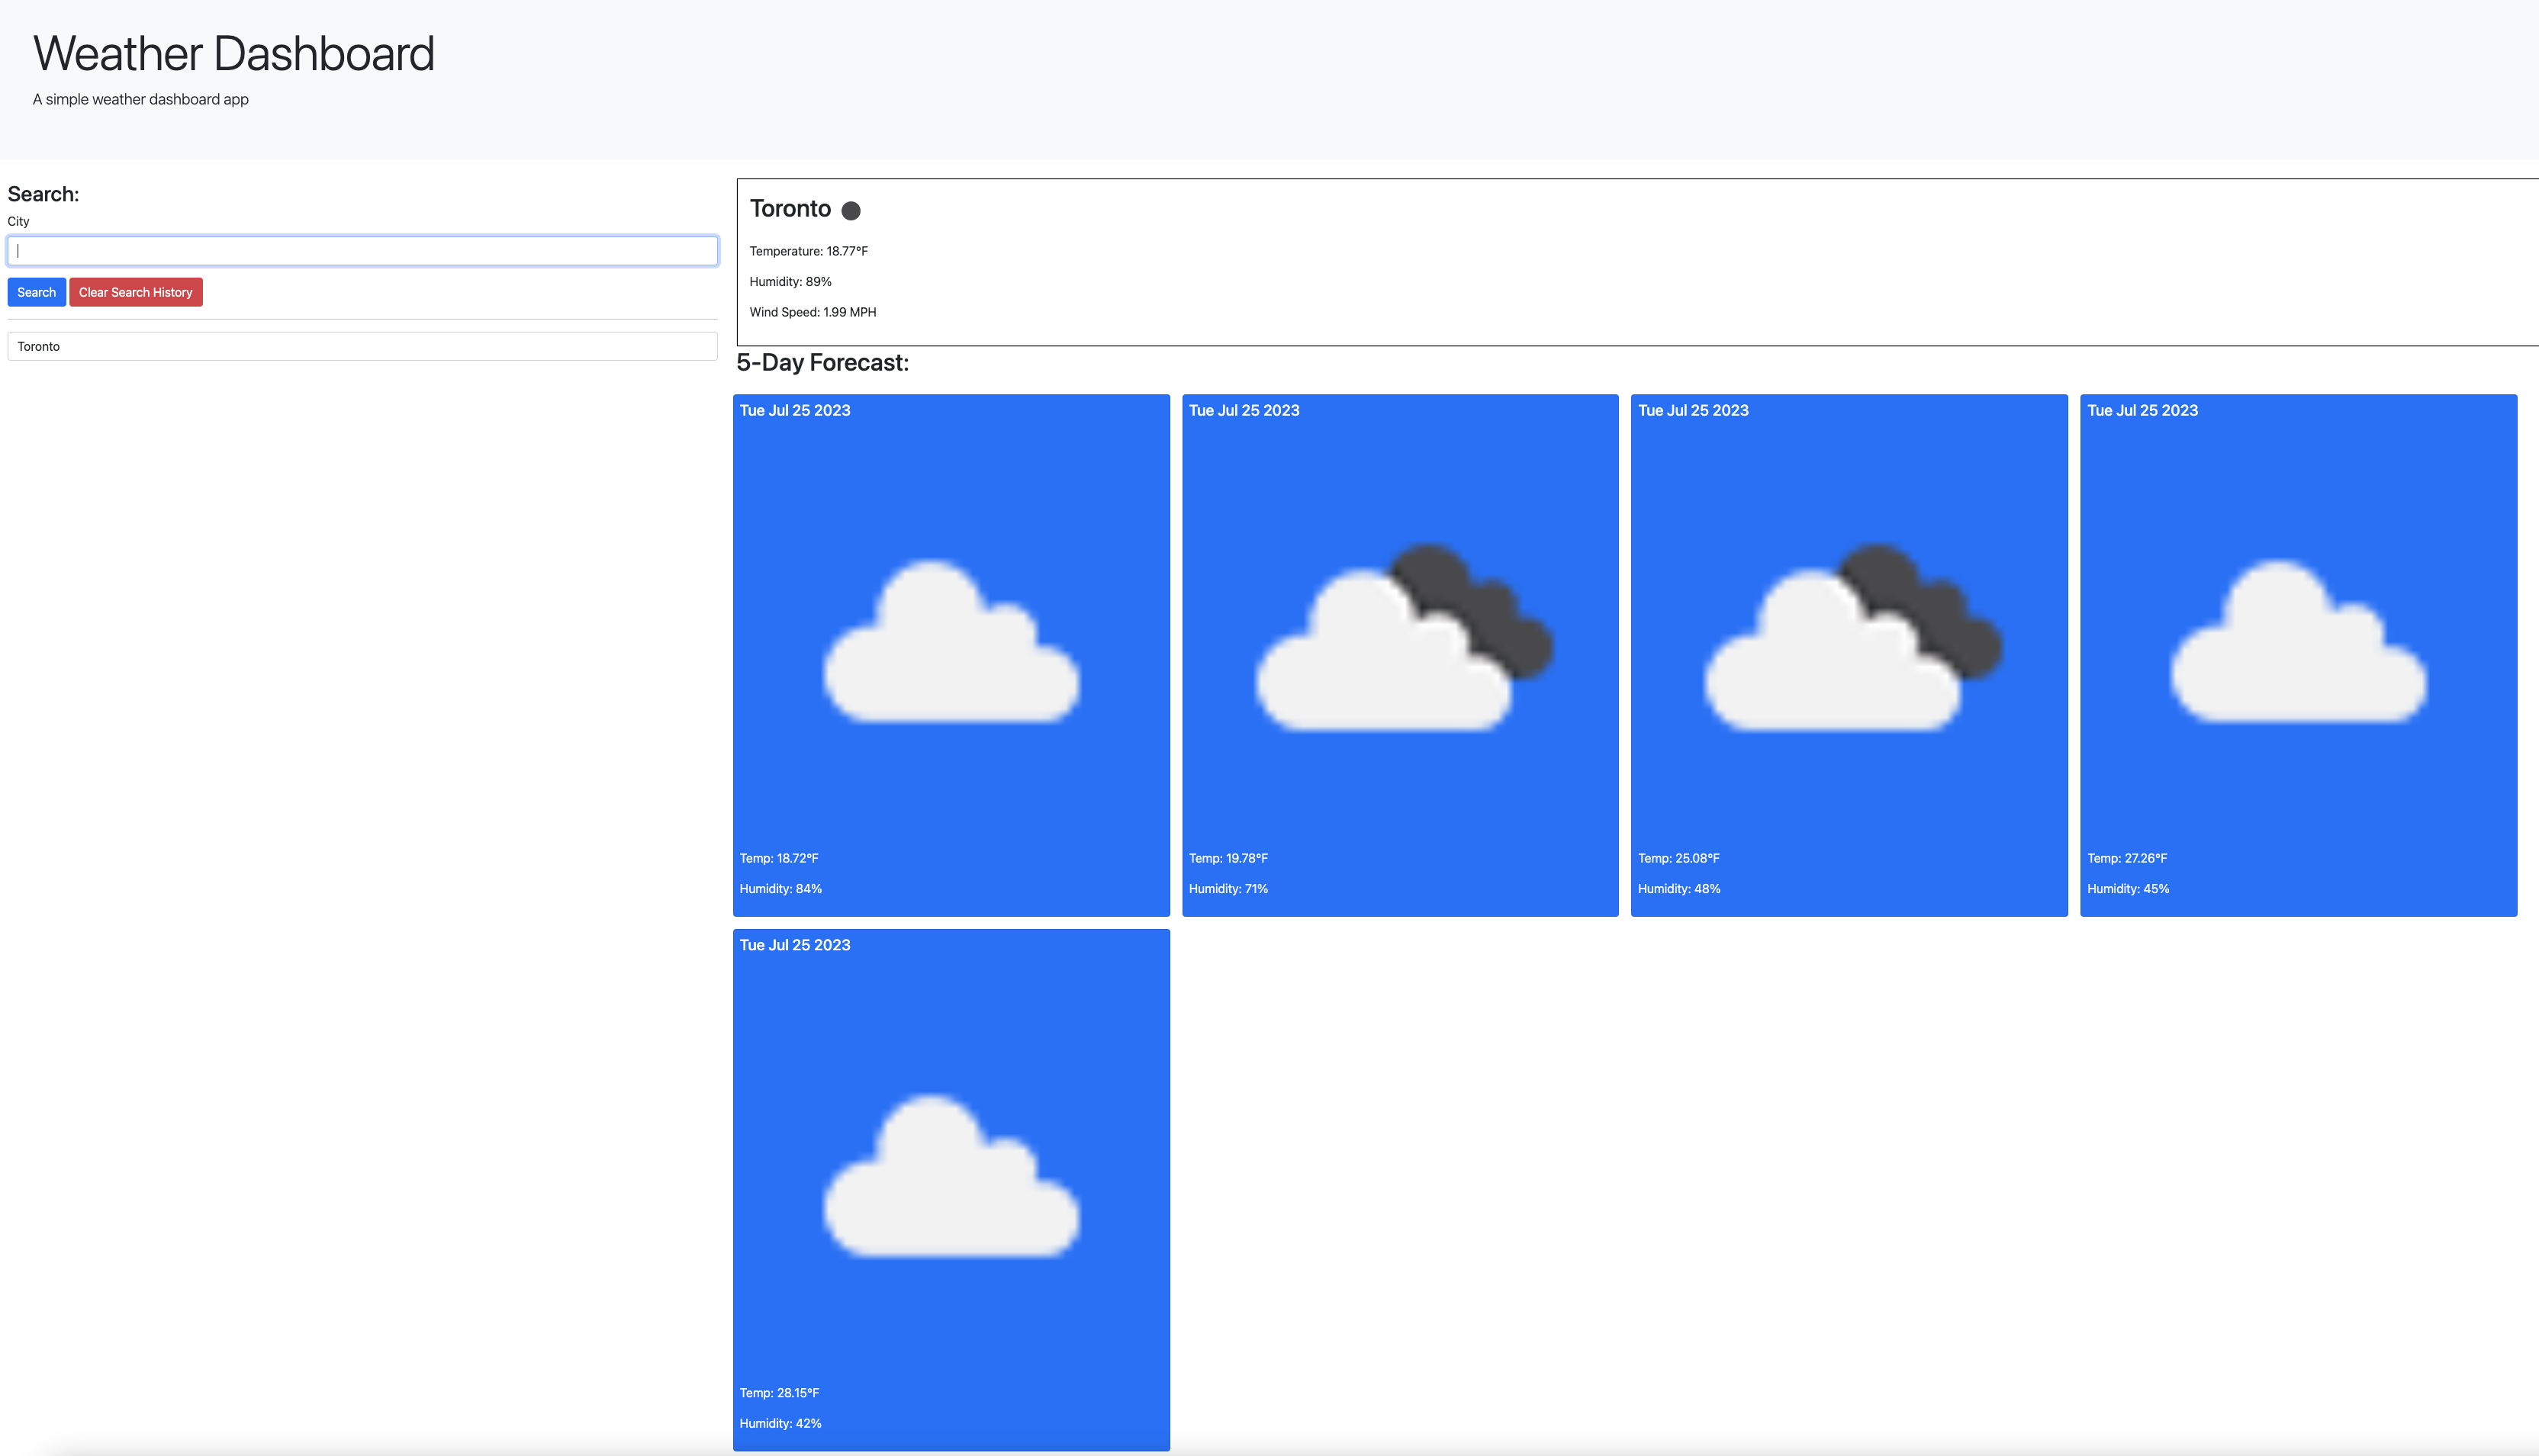 Weather Dashboard
A simple weather dashboard app
Search:
City
Search Clear Search History
Toronto
Toronto
Temperature: 18.77°F
Humidity: 89%
Wind Speed: 1.99 MPH
5-Day Forecast:
Tue Jul 25 2023
Temp: 18.72°F
Humidity: 84%
Tue Jul 25 2023
Temp: 19.78°F
Humidity: 71%
Tue Jul 25 2023
Temp: 25.08°F
Humidity: 48%
Tue Jul 25 2023
Temp: 27.26°F
Humidity: 45%
Tue Jul 25 2023
Temp: 28.15°F
Humidity: 42%